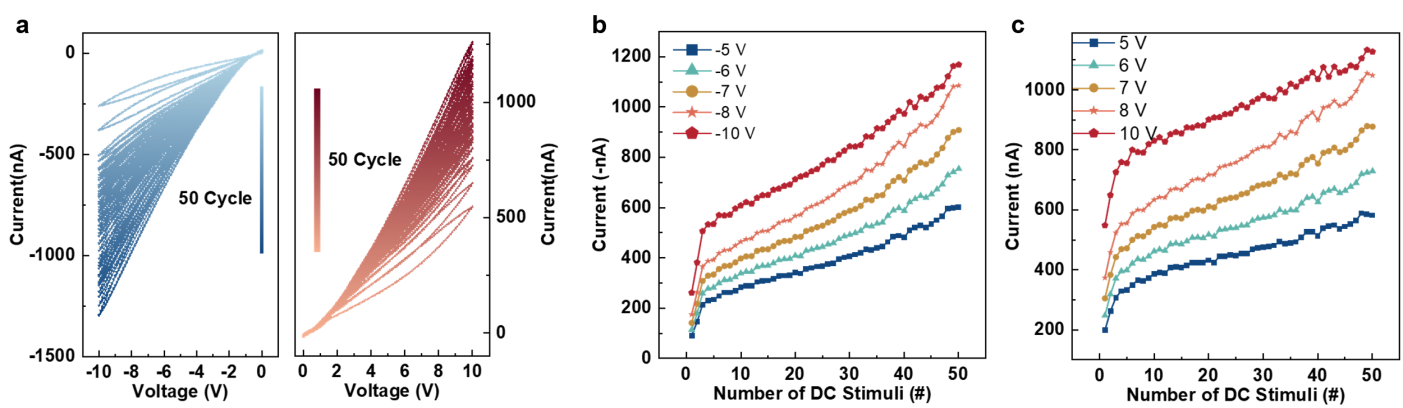 a
0
-500
-1000
-1500
Current(nA)
50 Cycle
-10 -8 -6 -4 -2 0
Voltage (V)
50 Cycle
0 2 4 6 8 10
Voltage (V)
1000
500
0
Current(nA)
b
1200
1000
800
600
400
200
0
Current (-nA)
-5 V
-6 V
-7 V
-8 V
-10 V
0 10 20 30 40 50
Number of DC Stimuli (#)
c
1000
800
600
400
200
Current (nA)
5 V
6 V
7 V
8 V
10 V
0 10 20 30 40 50
Number of DC Stimuli (#)